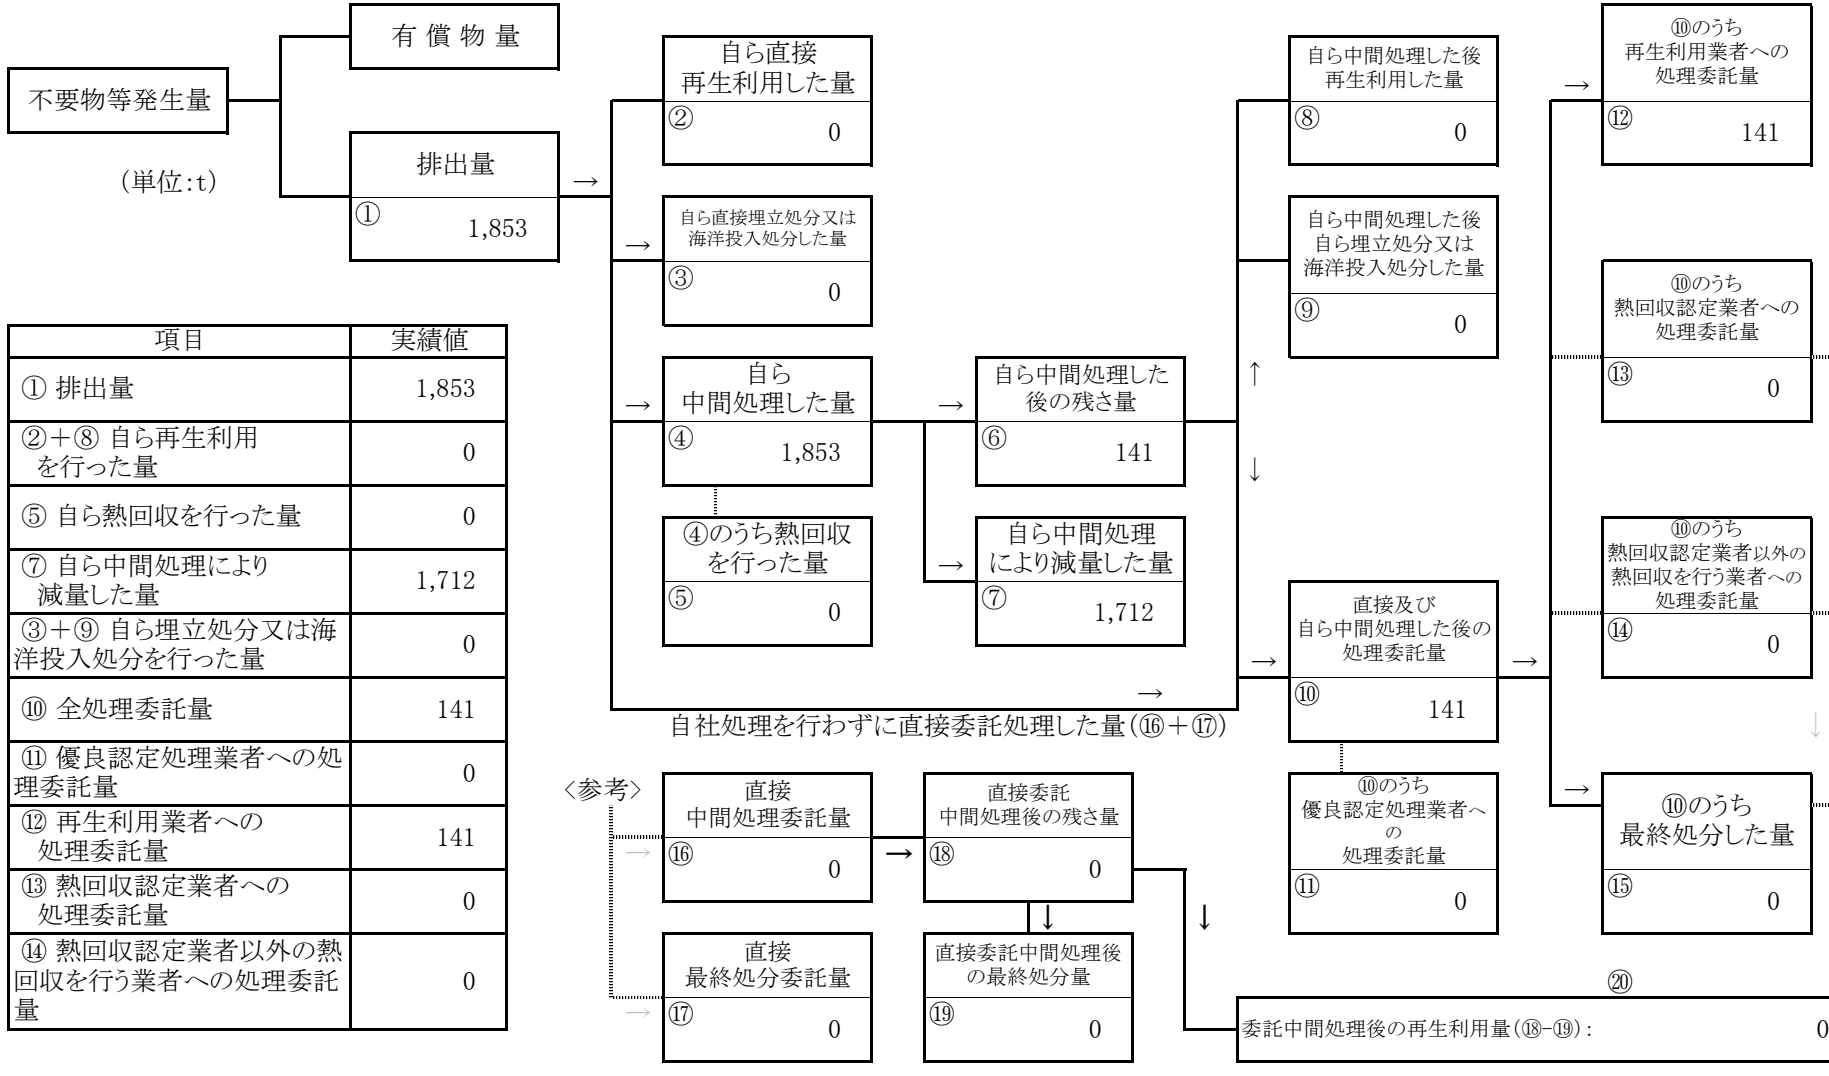 有 償 物 量
不要物等発生量
(単位:t)
排出量
①
1,853
→
自ら直接
再生利用した量
②
0
→
自ら直接埋立処分又は
海洋投入処分した量
③
0
→
自ら
中間処理した量
④
1,853
④のうち熱回収
を行った量
⑤
0
→
自ら中間処理した
後の残さ量
⑥
141
→
自ら中間処理
により減量した量
⑦
1,712
自ら中間処理した後
再生利用した量
⑧
0
自ら中間処理した後
自ら埋立処分又は
海洋投入処分した量
⑨
0
↑
↓
→
直接及び
自ら中間処理した後の
処理委託量
⑩
141
→
⑩のうち
優良認定処理業者へ
の
処理委託量
⑪
0
→
⑩のうち
再生利用業者への
処理委託量
⑫
141
⑩のうち
熱回収認定業者への
処理委託量
⑬
0
⑩のうち
熱回収認定業者以外の
熱回収を行う業者への
処理委託量
⑭
0
↓
→
⑩のうち
最終処分した量
⑮
0
→
自社処理を行わずに直接委託処理した量(⑯+⑰)
<参考>
→
直接
中間処理委託量
⑯
0
→
直接委託
中間処理後の残さ量
⑱
0
↓
↓
→
直接
最終処分委託量
⑰
0
直接委託中間処理後
の最終処分量
⑲
0
⑳
委託中間処理後の再生利用量(⑱-⑲): 0
項目 実績値
① 排出量 1,853
②+⑧ 自ら再生利用
を行った量 0
⑤ 自ら熱回収を行った量 0
⑦ 自ら中間処理により
減量した量 1,712
③+⑨ 自ら埋立処分又は海
洋投入処分を行った量 0
⑩ 全処理委託量 141
⑪ 優良認定処理業者への処
理委託量 0
⑫ 再生利用業者への
処理委託量 141
⑬ 熱回収認定業者への
処理委託量 0
⑭ 熱回収認定業者以外の熱
回収を行う業者への処理委託
量 0